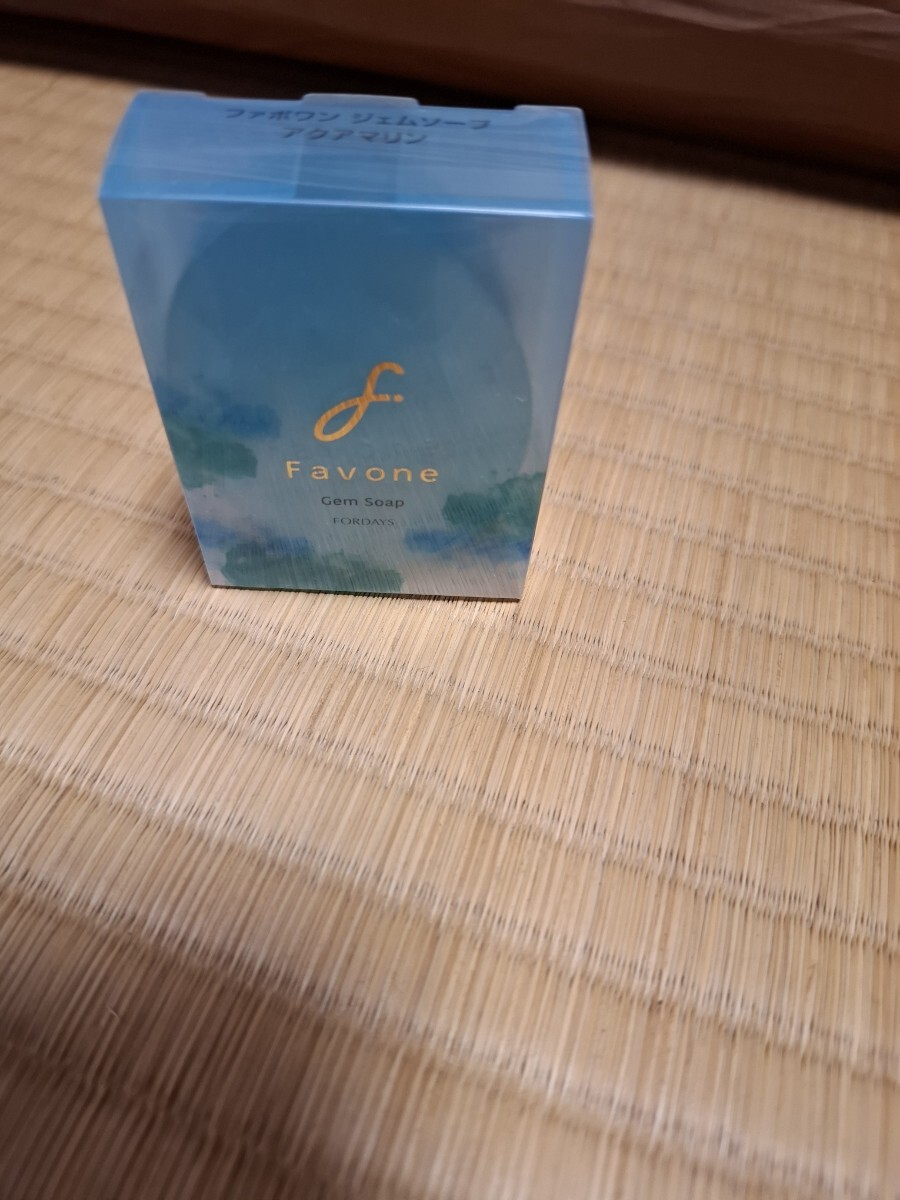 ファボワン ジェムソープ
アクアマリン
f.
Favone
Gem Soap
FORDAYS